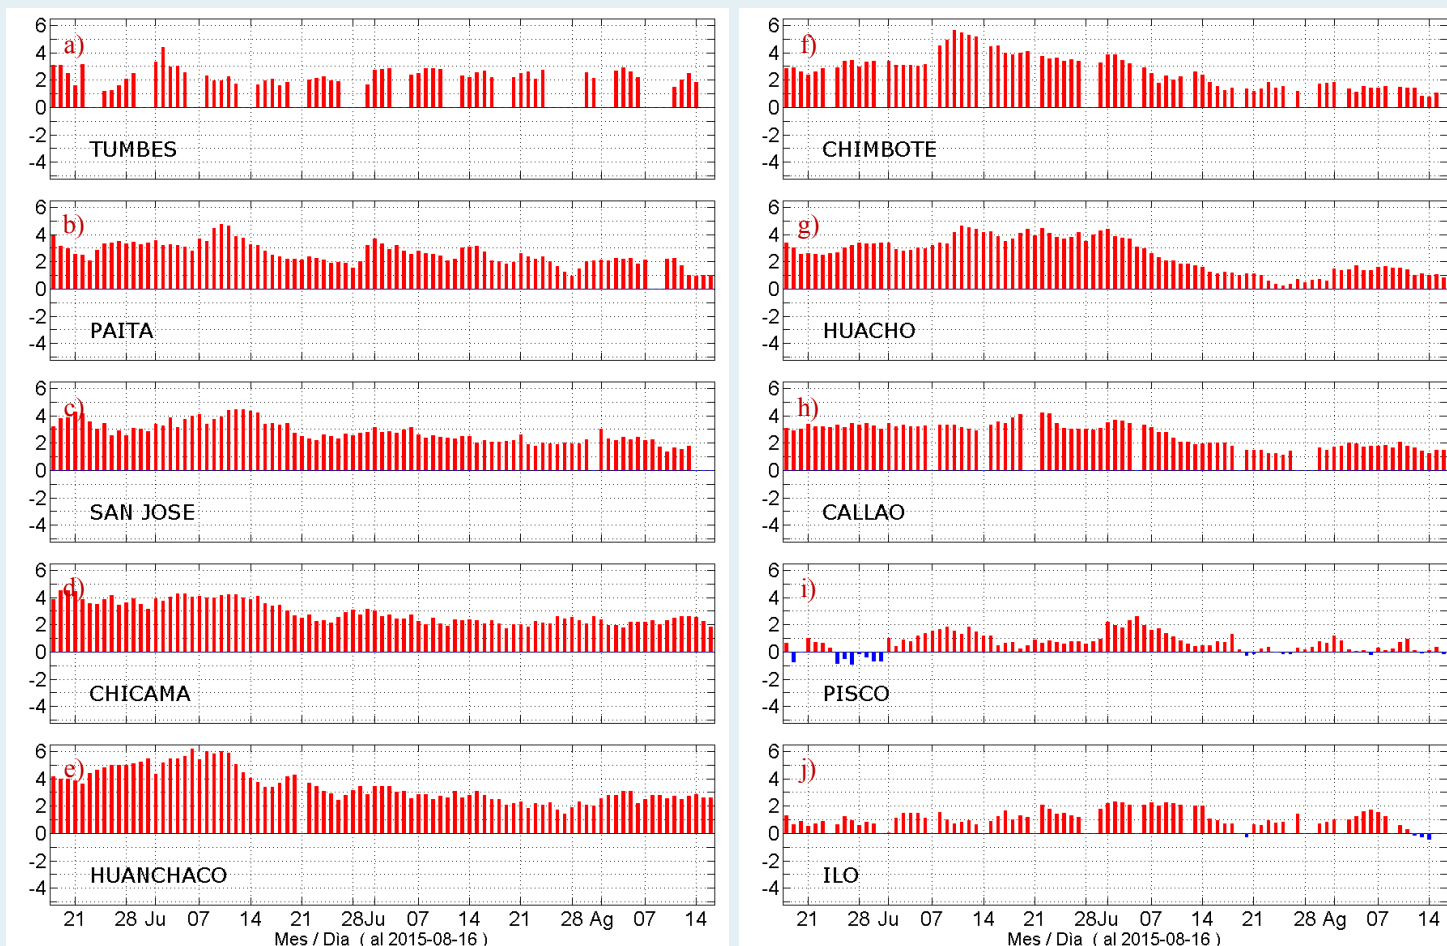 6
4
2
0
-2
-4
a)
TUMBES
6
4
2
0
-2
-4
b)
PAITA
6
4
2
0
-2
-4
c)
SAN JOSE
6
4
2
0
-2
-4
d)
CHICAMA
6
4
2
0
-2
-4
e)
HUANCHACO
21 28 Ju 07 14 21 28Ju 07 14 21 28 Ag 07 14
Mes / Dìa ( al 2015-08-16 )
6
4
2
0
-2
-4
f)
CHIMBOTE
6
4
2
0
-2
-4
g)
HUACHO
6
4
2
0
-2
-4
h)
CALLAO
6
4
2
0
-2
-4
i)
PISCO
6
4
2
0
-2
-4
j)
ILO
21 28 Ju 07 14 21 28Ju 07 14 21 28 Ag 07 14
Mes / Dìa ( al 2015-08-16 )